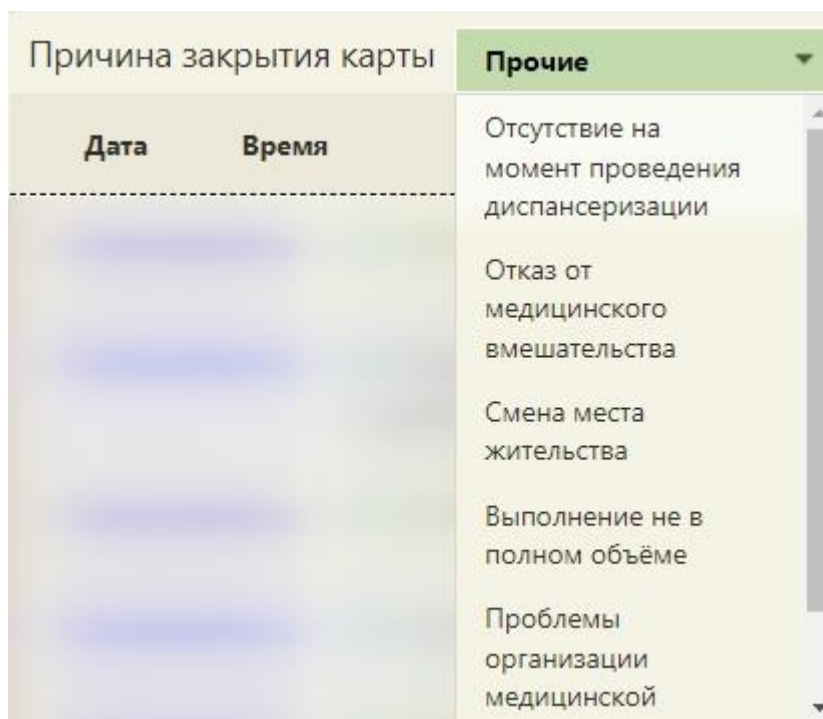 Причина закрытия карты
Прочие
Дата Время
Отсутствие на
момент проведения
диспансеризации
Отказ от
медицинского
вмешательства
Смена места
жительства
Выполнение не в
полном объёме
Проблемы
организации
медицинской